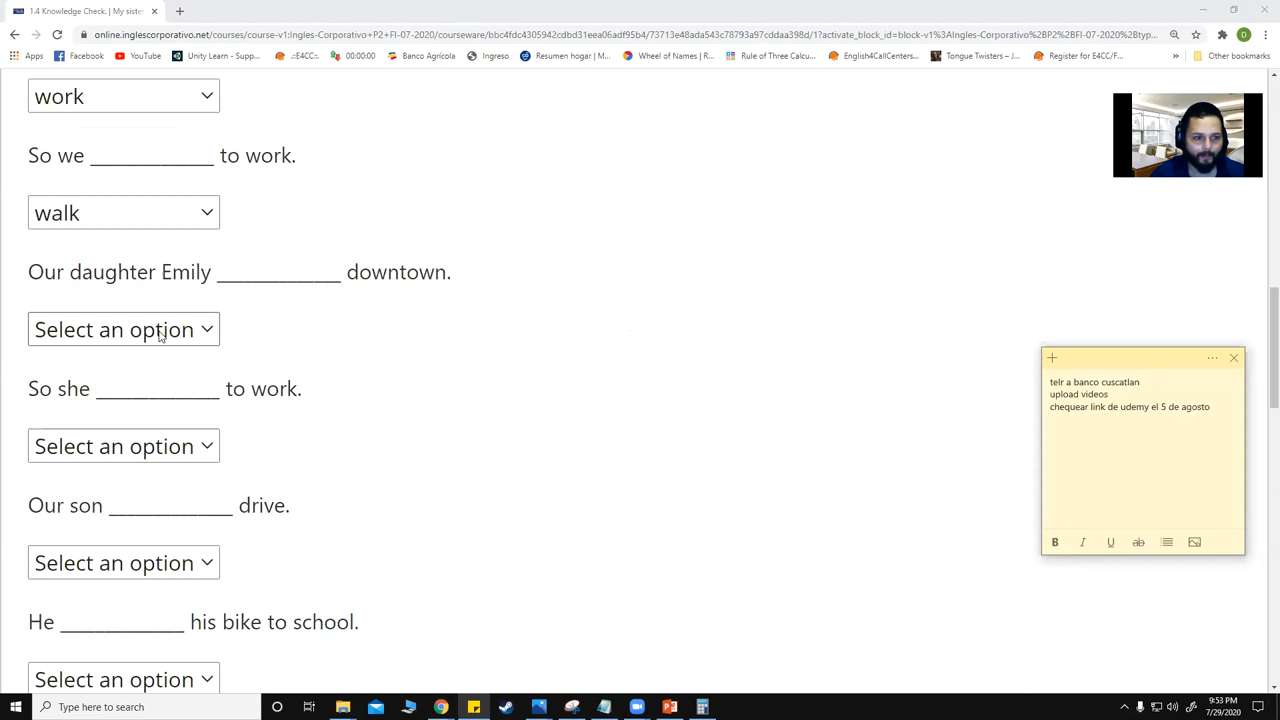 1.4 Knowledge Check. | My siste
online.inglescorporativo.net/courses/course-v1:Ingles-Corporativo+P2+FI-07-2020/courseware/bbc4fdc4305942cdbd31eea06adf95b4/73713e48ada543c78793a97cddaa398d/1?activate_block_id=block-v1%3AIngles-Corporativo%2BP2%2BFI-07-2020%2Btyp...
Apps Facebook YouTube Unity Learn - Supp... .::E4CC:. 00:00:00 Banco Agrícola Ingreso Resumen hogar | M... Wheel of Names | R... Rule of Three Calcu... English4CallCenters... Tongue Twisters – J... Register for E4CC/F... » Other bookmarks
work
So we ____________ to work.
walk
Our daughter Emily ____________ downtown.
Select an option
So she ____________ to work.
Select an option
Our son ____________ drive.
Select an option
He ____________ his bike to school.
Select an option
telr a banco cuscatlan
upload videos
chequear link de udemy el 5 de agosto
B I U ab
Type here to search
9:53 PM
7/29/2020